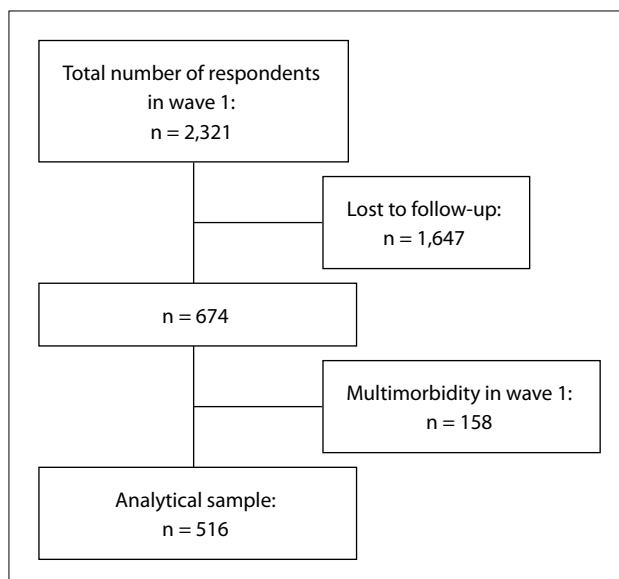 Total number of respondents
in wave 1:
n = 2,321
Lost to follow-up:
n = 1,647
n = 674
Multimorbidity in wave 1:
n = 158
Analytical sample:
n = 516